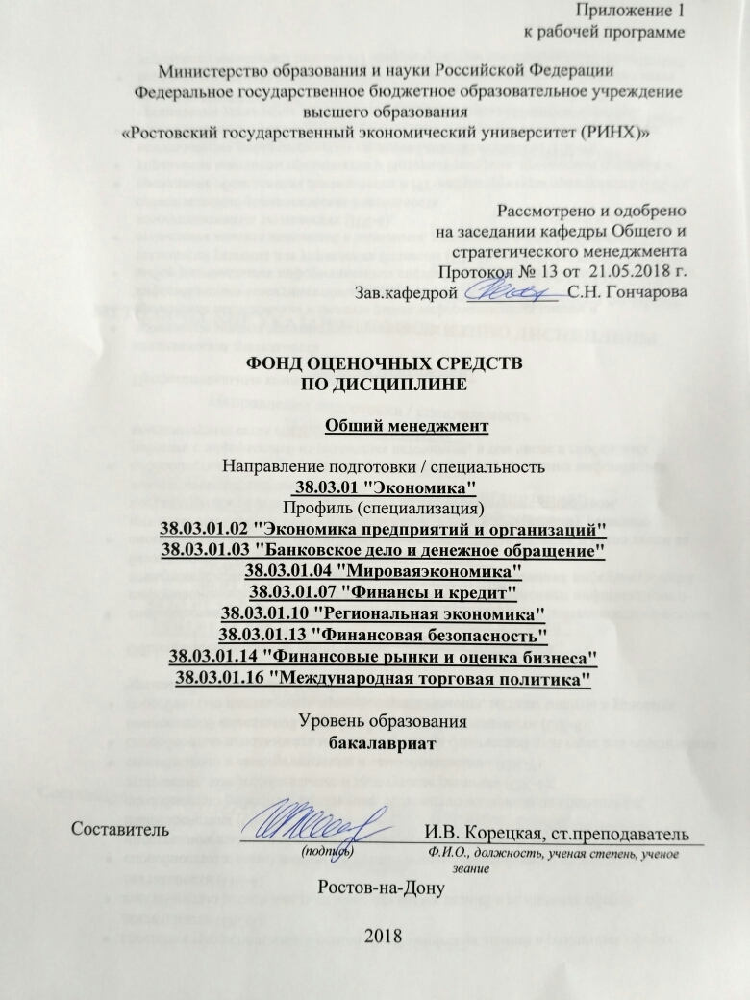 Приложение 1
к рабочей программе
Министерство образования и науки Российской Федерации
Федеральное государственное бюджетное образовательное учреждение
высшего образования
«Ростовский государственный экономический университет (РИНХ)»
Рассмотрено и одобрено
на заседании кафедры Общего и
стратегического менеджмента
Протокол № 13 от 21.05.2018 г.
Зав.кафедрой __________ С.Н. Гончарова
ФОНД ОЦЕНОЧНЫХ СРЕДСТВ
ПО ДИСЦИПЛИНЕ
Общий менеджмент
Направление подготовки / специальность
38.03.01 "Экономика"
Профиль (специализация)
38.03.01.02 "Экономика предприятий и организаций"
38.03.01.03 "Банковское дело и денежное обращение"
38.03.01.04 "Мироваяэкономика"
38.03.01.07 "Финансы и кредит"
38.03.01.10 "Региональная экономика"
38.03.01.13 "Финансовая безопасность"
38.03.01.14 "Финансовые рынки и оценка бизнеса"
38.03.01.16 "Международная торговая политика"
Уровень образования
бакалавриат
Составитель И.В. Корецкая, ст.преподаватель
(подпись) Ф.И.О., должность, ученая степень, ученое
звание
Ростов-на-Дону
2018